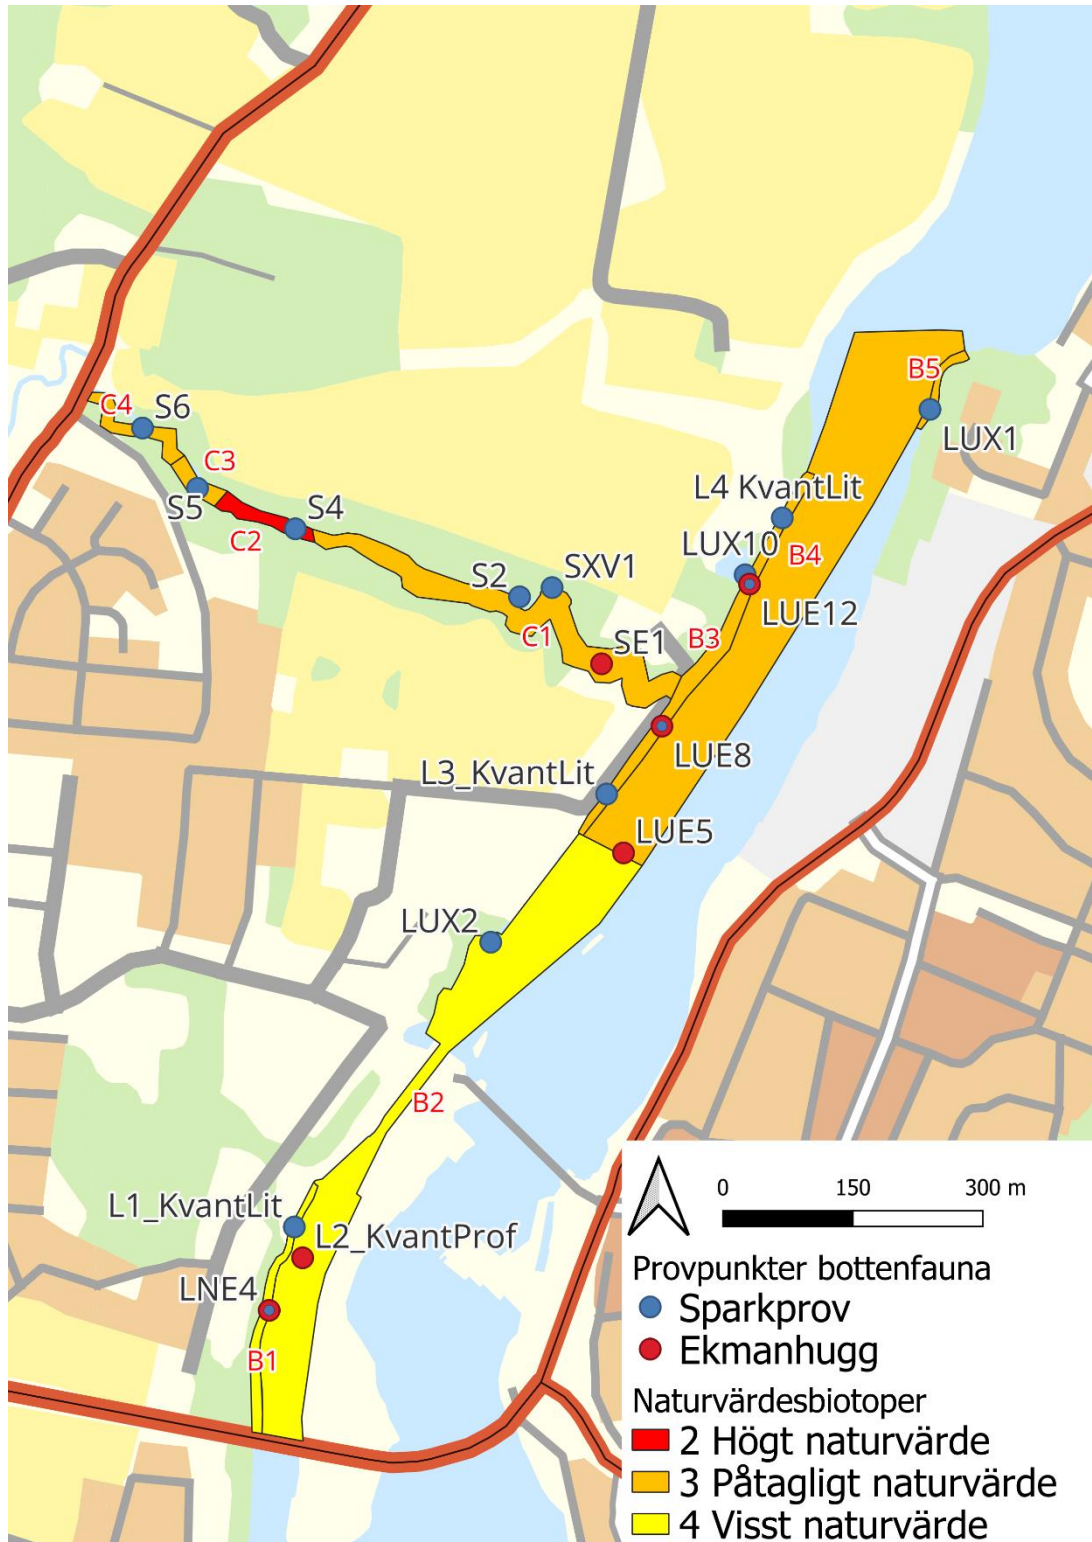 B5
C4
S6
LUX1
C3
L4 KvantLit
S5
S4
C2
LUX10
B4
S2
SXV1
LUE12
C1
SE1
B3
LUE8
L3_KvantLit
LUE5
LUX2
B2
L1_KvantLit
L2_KvantProf
LNE4
B1
0 150 300 m
Provpunkter bottenfauna
Sparkprov
Ekmanhugg
Naturvärdesbiotoper
2 Högt naturvärde
3 Påtagligt naturvärde
4 Visst naturvärde